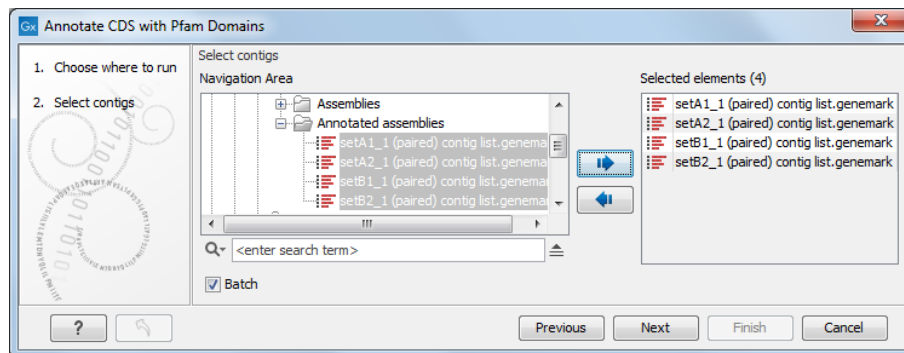 Gx Annotate CDS with Pfam Domains
1. Choose where to run
2. Select contigs
Select contigs
Navigation Area
Assemblies
Annotated assemblies
setA1_1 (paired) contig list.genema
setA2_1 (paired) contig list.genema
setB1_1 (paired) contig list.genemar
setB2_1 (paired) contig list.genemar
<enter search term>
Batch
Selected elements (4)
setA1_1 (paired) contig list.genemark
setA2_1 (paired) contig list.genemark
setB1_1 (paired) contig list.genemark
setB2_1 (paired) contig list.genemark
? Previous Next Finish Cancel